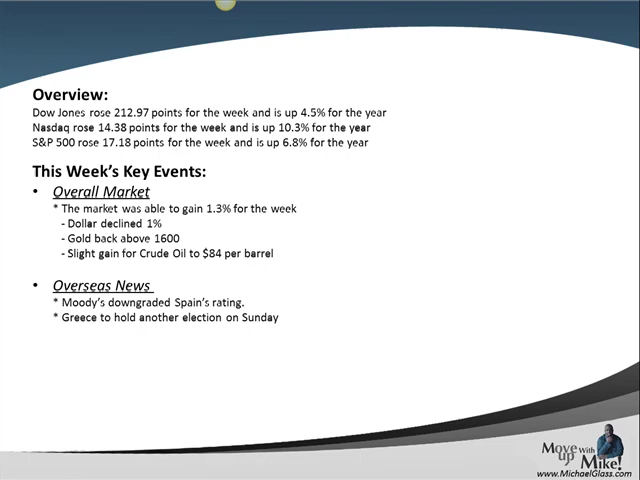 Overview:
Dow Jones rose 212.97 points for the week and is up 4.5% for the year
Nasdaq rose 14.38 points for the week and is up 10.3% for the year
S&P 500 rose 17.18 points for the week and is up 6.8% for the year
This Week's Key Events:
• Overall Market
* The market was able to gain 1.3% for the week
- Dollar declined 1%
- Gold back above 1600
- Slight gain for Crude Oil to $84 per barrel
• Overseas News
* Moody's downgraded Spain's rating.
* Greece to hold another election on Sunday
Move up With Mike!
www.MichaelGlass.com